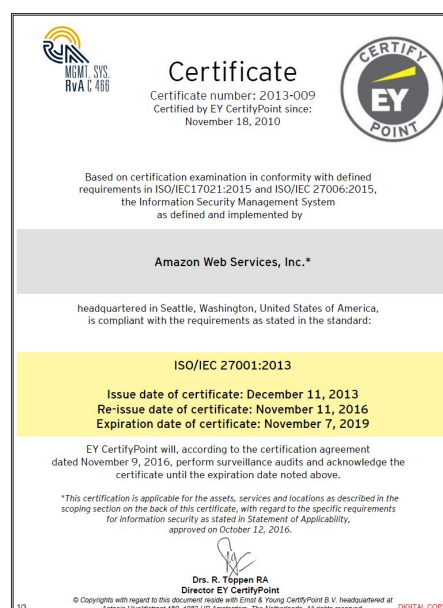 MGMT. SYS.
RvA C 466
CERTIFY
EY
POINT
Certificate
Certificate number: 2013-009
Certified by EY CertifyPoint since:
November 18, 2010
Based on certification examination in conformity with defined
requirements in ISO/IEC17021:2015 and ISO/IEC 27006:2015,
the Information Security Management System
as defined and implemented by
Amazon Web Services, Inc.*
headquartered in Seattle, Washington, United States of America,
is compliant with the requirements as stated in the standard:
ISO/IEC 27001:2013
Issue date of certificate: December 11, 2013
Re-issue date of certificate: November 11, 2016
Expiration date of certificate: November 7, 2019
EY CertifyPoint will, according to the certification agreement
dated November 9, 2016, perform surveillance audits and acknowledge the
certificate until the expiration date noted above.
*This certification is applicable for the assets, services and locations as described in the
scoping section on the back of this certificate, with regard to the specific requirements
for information security as stated in Statement of Applicability,
approved on October 12, 2016.
Drs. R. Toppen RA
Director EY CertifyPoint
© Copyrights with regard to this document reside with Ernst & Young CertifyPoint B.V. headquartered at
1/3
DIGITAL COP